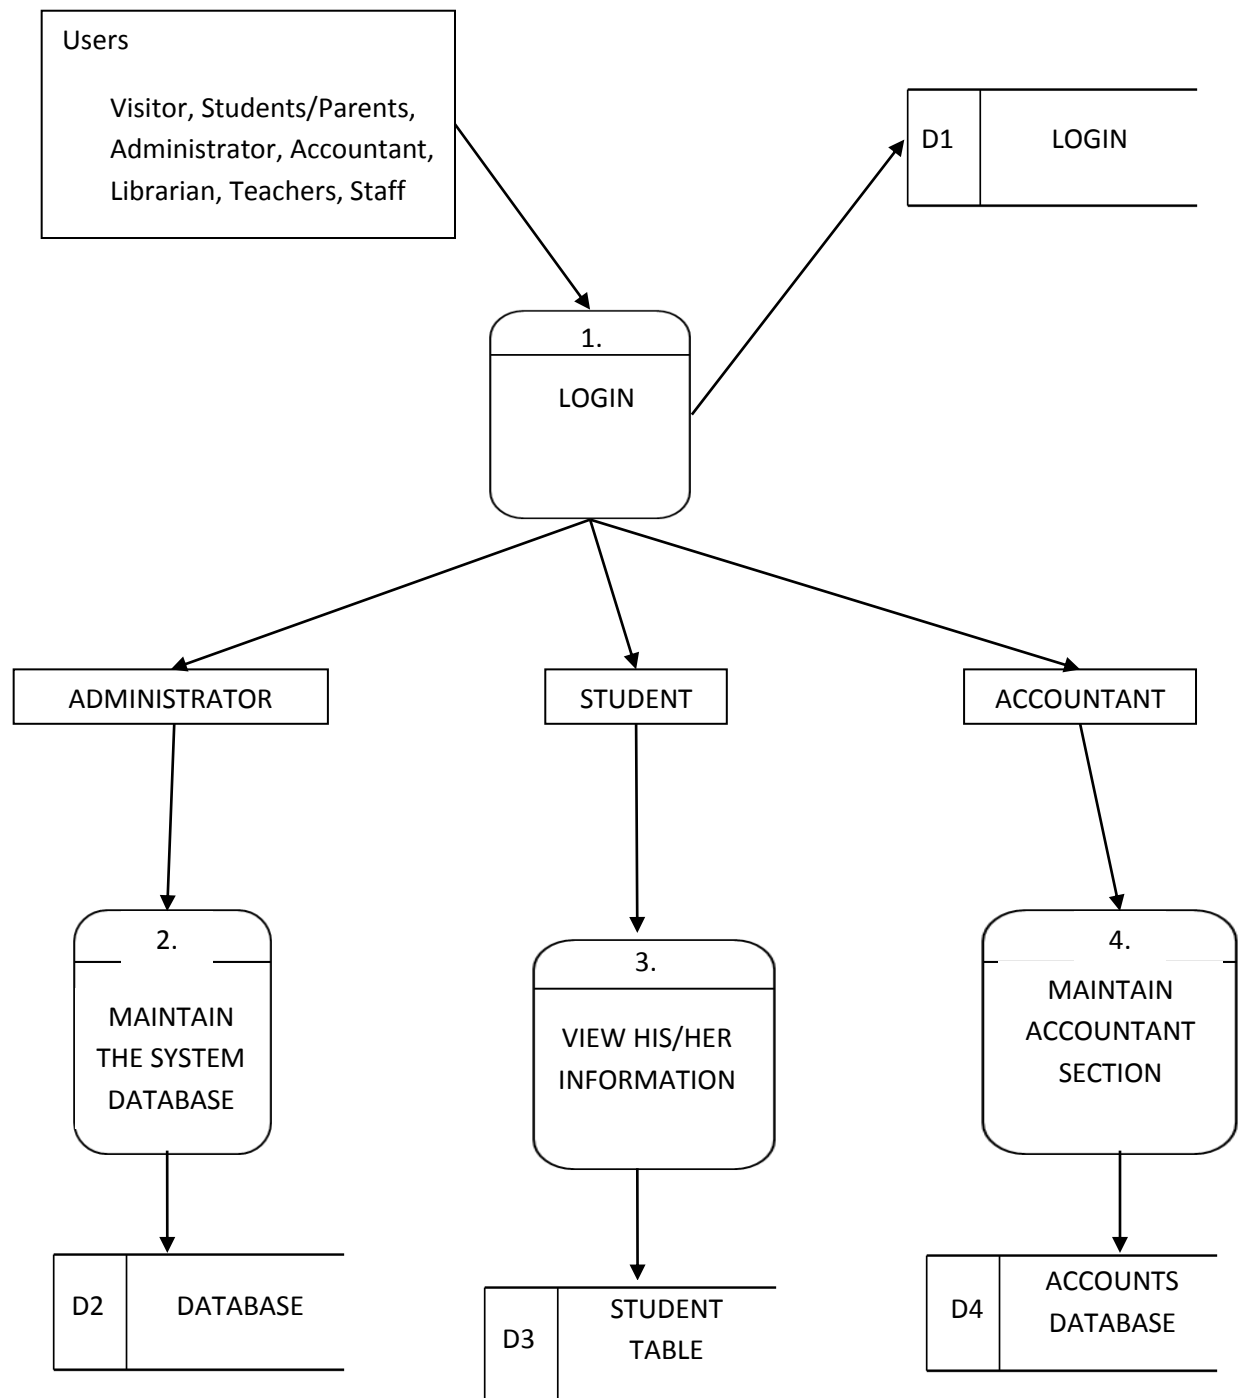 Users
Visitor, Students/Parents,
Administrator, Accountant,
Librarian, Teachers, Staff
D1
LOGIN
1.
LOGIN
ADMINISTRATOR
STUDENT
ACCOUNTANT
2.
MAINTAIN
THE SYSTEM
DATABASE
3.
VIEW HIS/HER
INFORMATION
4.
MAINTAIN
ACCOUNTANT
SECTION
D2
DATABASE
D3
STUDENT
TABLE
D4
ACCOUNTS
DATABASE